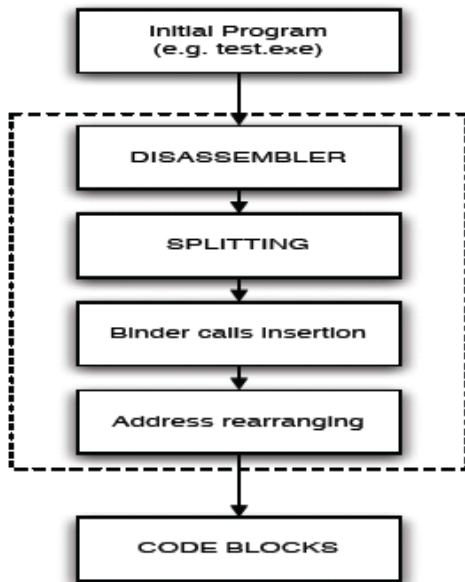 Initial Program
(e.g. test.exe)
DISASSEMBLER
SPLITTING
Binder calls insertion
Address rearranging
CODE BLOCKS